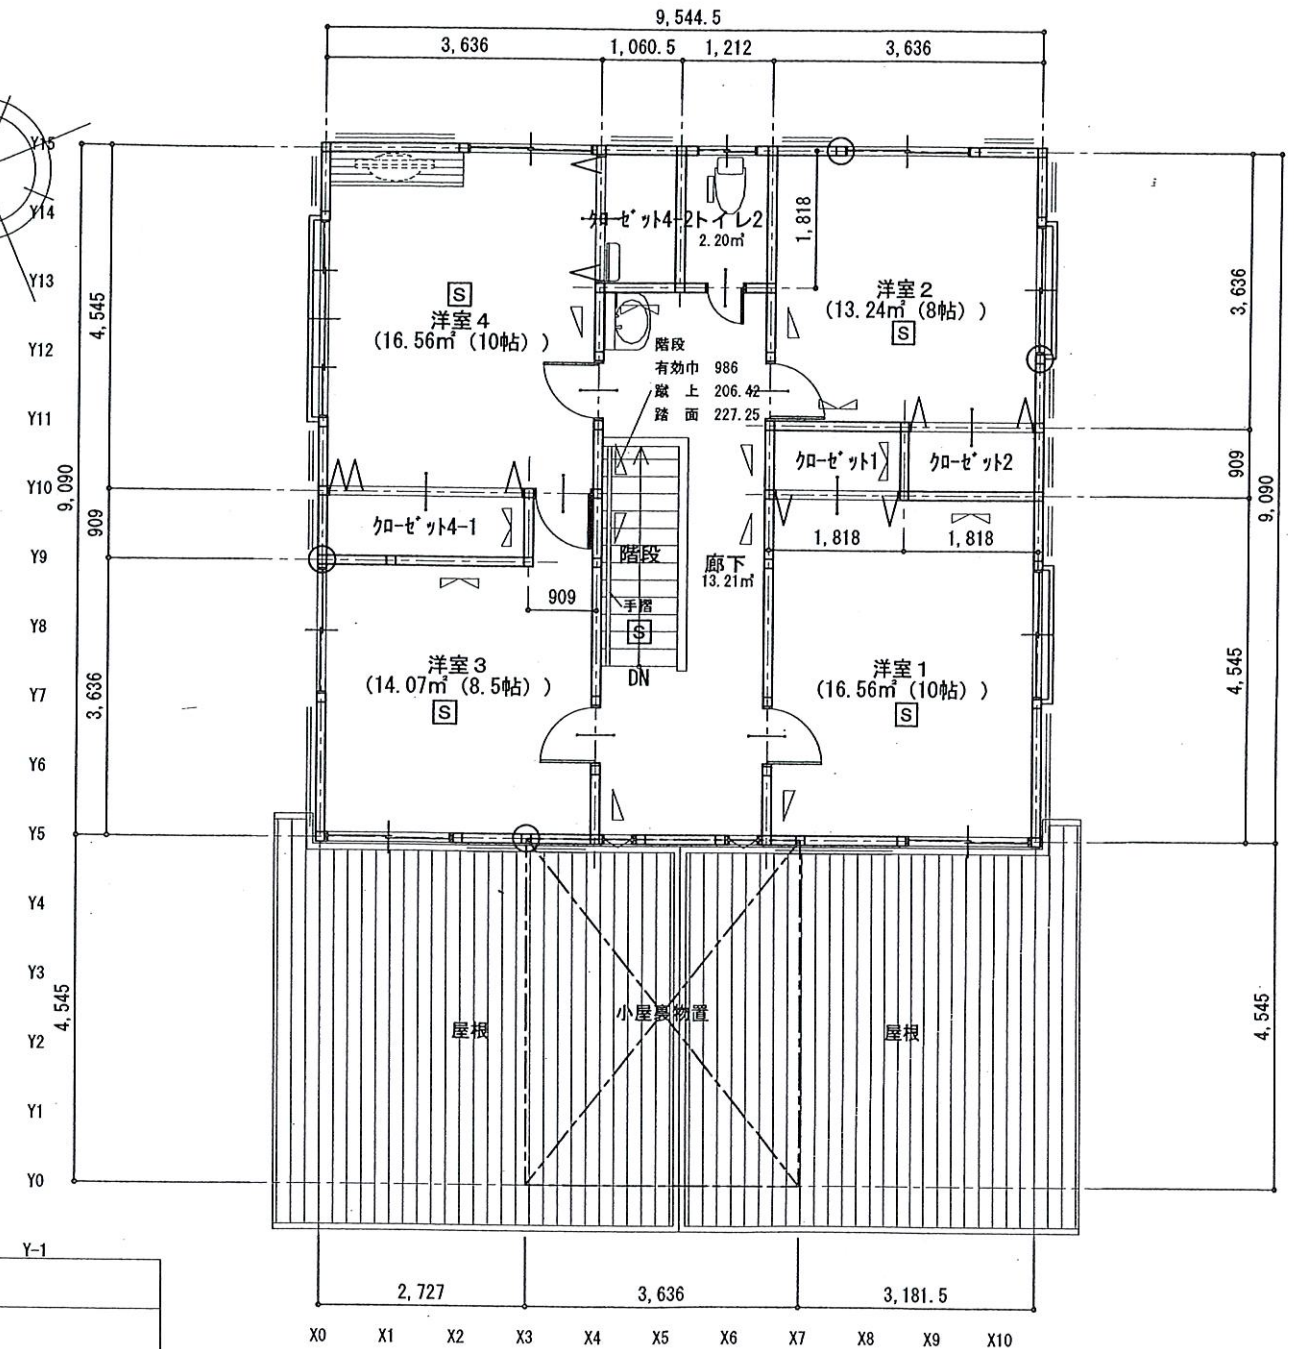 9,544.5
3,636
1,060.5
1,212
3,636
Y15
Y14
Y13
Y12
Y11
Y10
Y9
Y8
Y7
Y6
Y5
Y4
Y3
Y2
Y1
Y0
Y-1
9,090
4,545
909
3,636
4,545
クローゼット4-2
トイレ2
2.20㎡
1,818
S
洋室4
(16.56㎡ (10帖) )
洋室2
(13.24㎡ (8帖) )
S
階段
有効巾 986
蹴上 206.42
踏面 227.25
クローゼット1
クローゼット2
クローゼット4-1
1,818
1,818
階段
廊下
13.21㎡
909
手摺
S
DN
洋室3
(14.07㎡ (8.5帖) )
S
洋室1
(16.56㎡ (10帖) )
S
3,636
909
4,545
9,090
4,545
屋根
小屋裏物置
屋根
2,727
3,636
3,181.5
X0
X1
X2
X3
X4
X5
X6
X7
X8
X9
X10